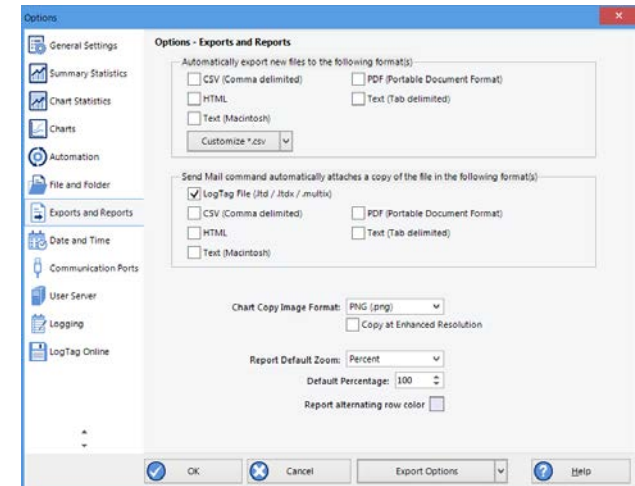 Options
General Settings
Summary Statistics
Chart Statistics
Charts
Automation
File and Folder
Exports and Reports
Date and Time
Communication Ports
User Server
Logging
LogTag Online
Options - Exports and Reports
Automatically export new files to the following format(s)
CSV (Comma delimited) PDF (Portable Document Format)
HTML Text (Tab delimited)
Text (Macintosh)
Customize *.csv
Send Mail command automatically attaches a copy of the file in the following format(s)
LogTag File (.ltd / .ltdx / .multix)
CSV (Comma delimited) PDF (Portable Document Format)
HTML Text (Tab delimited)
Text (Macintosh)
Chart Copy Image Format: PNG (.png)
Copy at Enhanced Resolution
Report Default Zoom: Percent
Default Percentage: 100
Report alternating row color
OK Cancel Export Options Help